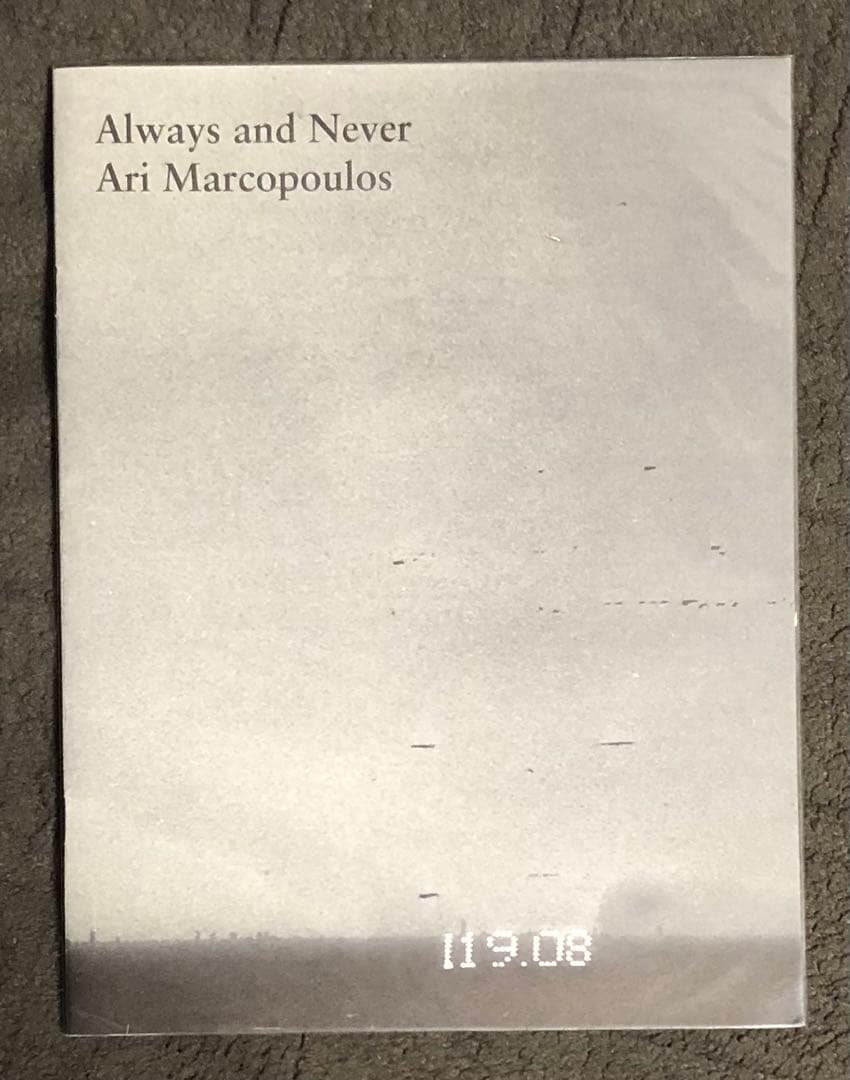 Always and Never
Ari Marcopoulos
119.08